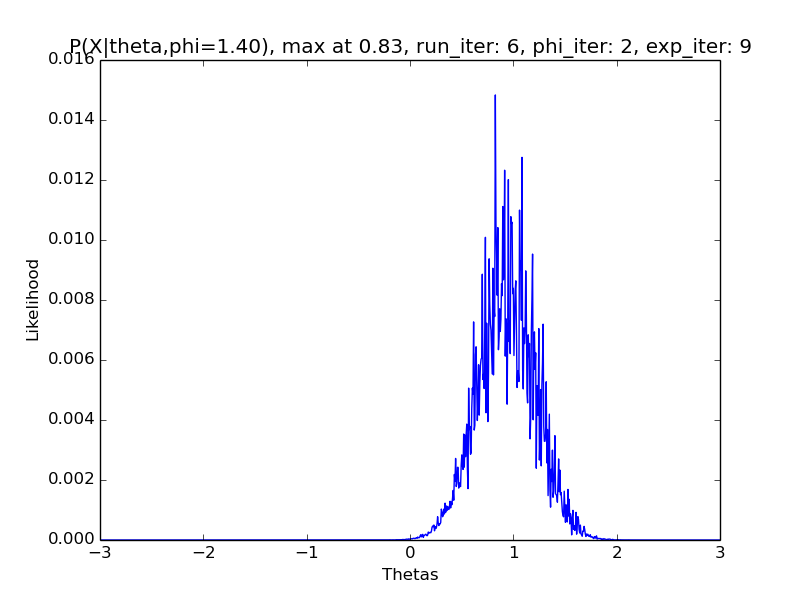 P(X|theta,phi=1.40), max at 0.83, run_iter: 6, phi_iter: 2, exp_iter: 9
0.016
0.014
0.012
0.010
0.008
0.006
0.004
0.002
0.000
Likelihood
−3 −2 −1 0 1 2 3
Thetas